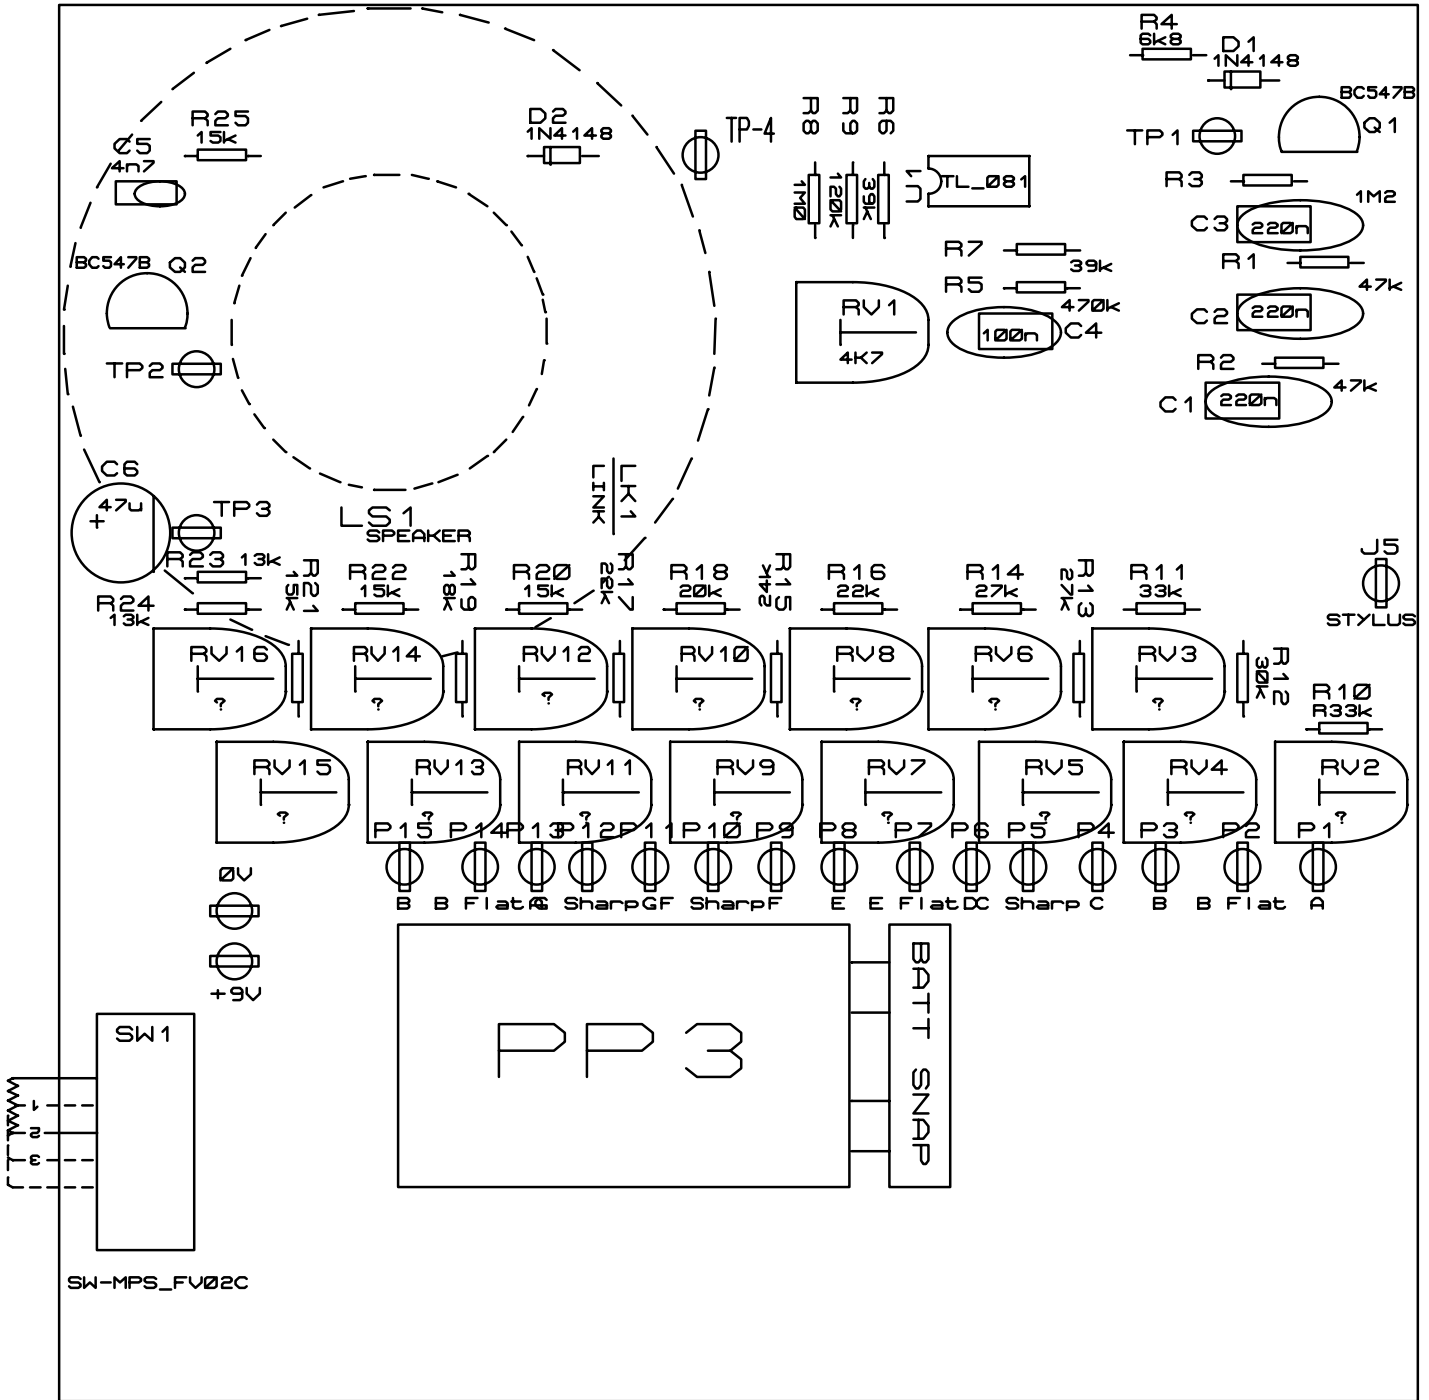 R4
6k8
D1
1N4148
BC547B
Q1
TP1
R25
15k
C5
4n7
D2
1N4148
TP-4
R8
R9
R6
1MØ
120k
39k
U1
TL_Ø81
R3
1M2
C3
220n
R7
39k
R1
47k
BC547B
Q2
R5
470k
RV1
4K7
100n
C4
C2
220n
TP2
R2
47k
C1
220n
C6
47u
+
TP3
LS1
SPEAKER
LK1
LINK
J5
STYLUS
R23
13k
R24
13k
R21
15k
R22
15k
R19
18k
R20
15k
R17
R18
20k
R15
R16
22k
R14
27k
R13
27k
R11
33k
RV16
?
RV14
?
RV12
?
RV10
?
RV8
?
RV6
?
RV3
?
R12
30k
R10
R33k
RV15
?
RV13
?
RV11
?
RV9
?
RV7
?
RV5
?
RV4
?
RV2
?
P15 P14 P13 P12 P11 P10 P9 P8 P7 P6 P5 P4 P3 P2 P1
B B Flat A G Sharp G F Sharp F E E Flat D C Sharp C B B Flat A
ØV
+9V
SW1
1
2
3
SW-MPS_FVØ2C
PP3
BATT SNAP